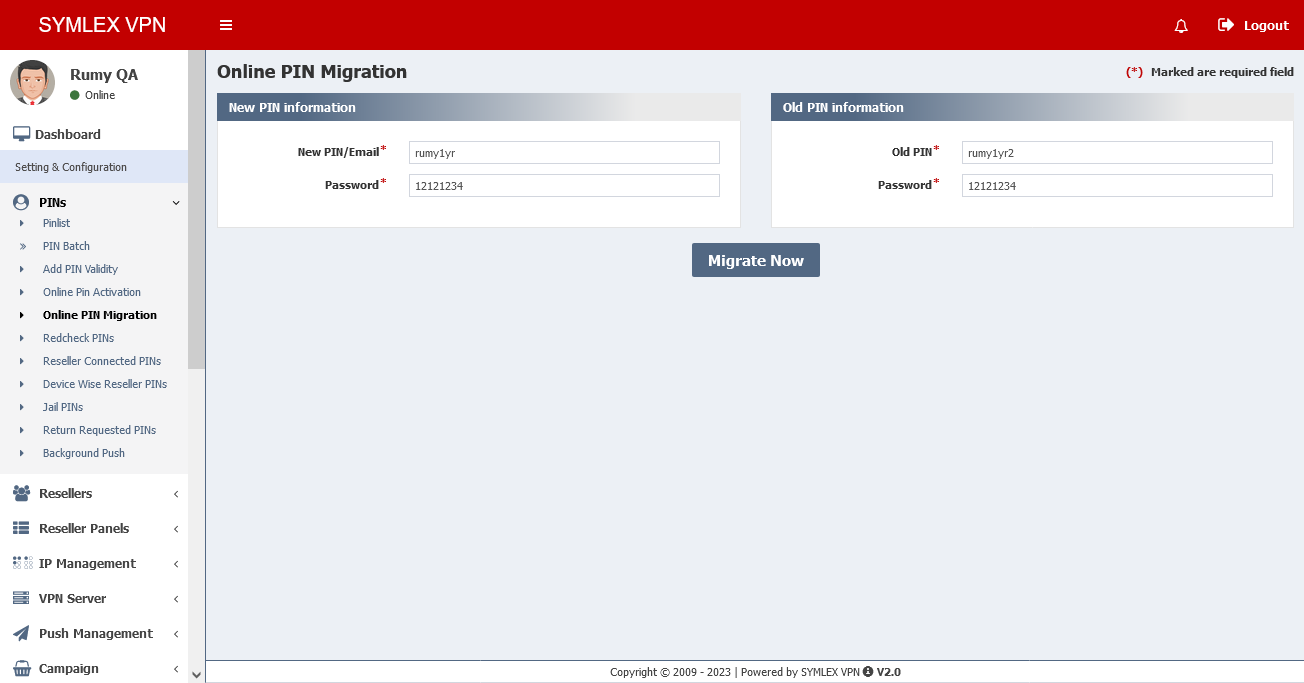 SYMLEX VPN
Logout
Rumy QA
Online
Dashboard
Setting & Configuration
PINs
Pinlist
PIN Batch
Add PIN Validity
Online Pin Activation
Online PIN Migration
Redcheck PINs
Reseller Connected PINs
Device Wise Reseller PINs
Jail PINs
Return Requested PINs
Background Push
Resellers
Reseller Panels
IP Management
VPN Server
Push Management
Campaign
Online PIN Migration
(*) Marked are required field
New PIN information
New PIN/Email* rumy1yr
Password* 12121234
Old PIN information
Old PIN* rumy1yr2
Password* 12121234
Migrate Now
Copyright © 2009 - 2023 | Powered by SYMLEX VPN V2.0